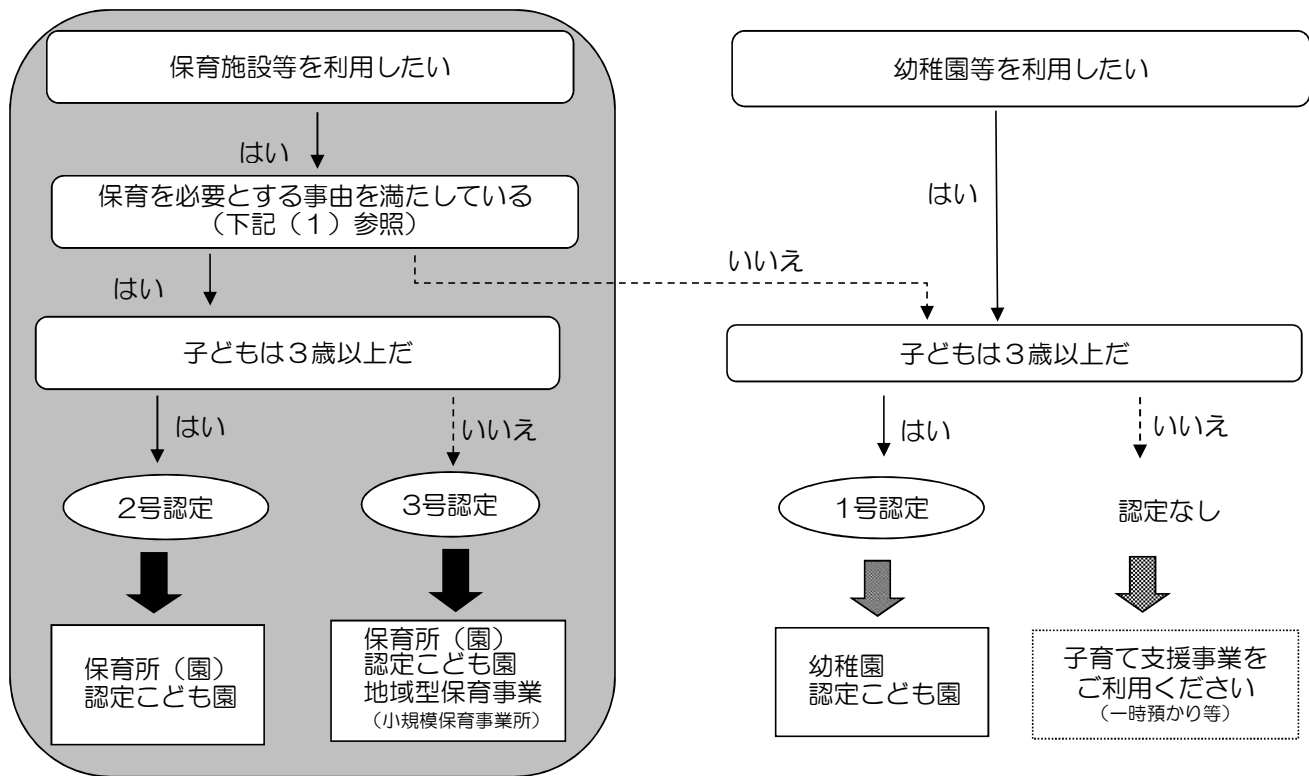 保育施設等を利用したい
はい
保育を必要とする事由を満たしている
（下記（１）参照）
はい
いいえ
子どもは３歳以上だ
はい
いいえ
2号認定
3号認定
保育所（園）
認定こども園
保育所（園）
認定こども園
地域型保育事業
（小規模保育事業所）
幼稚園等を利用したい
はい
子どもは３歳以上だ
はい
いいえ
1号認定
認定なし
幼稚園
認定こども園
子育て支援事業を
ご利用ください
（一時預かり等）